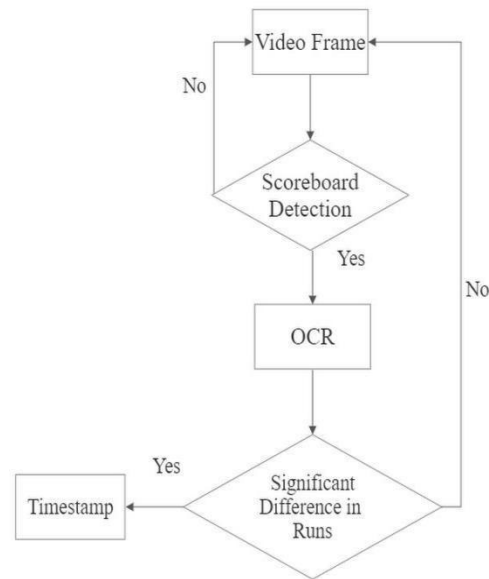 Video Frame
No
Scoreboard
Detection
Yes
No
OCR
Yes
Significant
Difference in
Runs
Timestamp